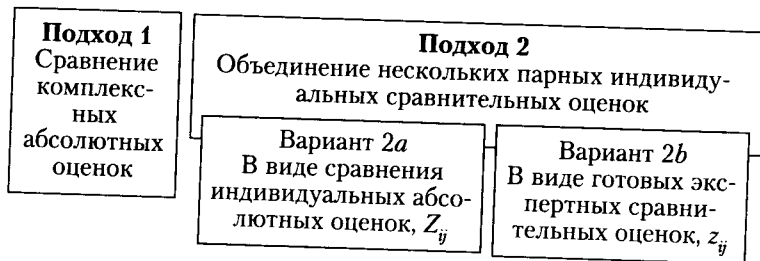 Подход 1
Сравнение
комплекс-
ных
абсолютных
оценок
Подход 2
Объединение нескольких парных индивиду-
альных сравнительных оценок
Вариант 2а
В виде сравнения
индивидуальных абсо-
лютных оценок, Z_ij
Вариант 2b
В виде готовых экс-
пертных сравни-
тельных оценок, z_ij